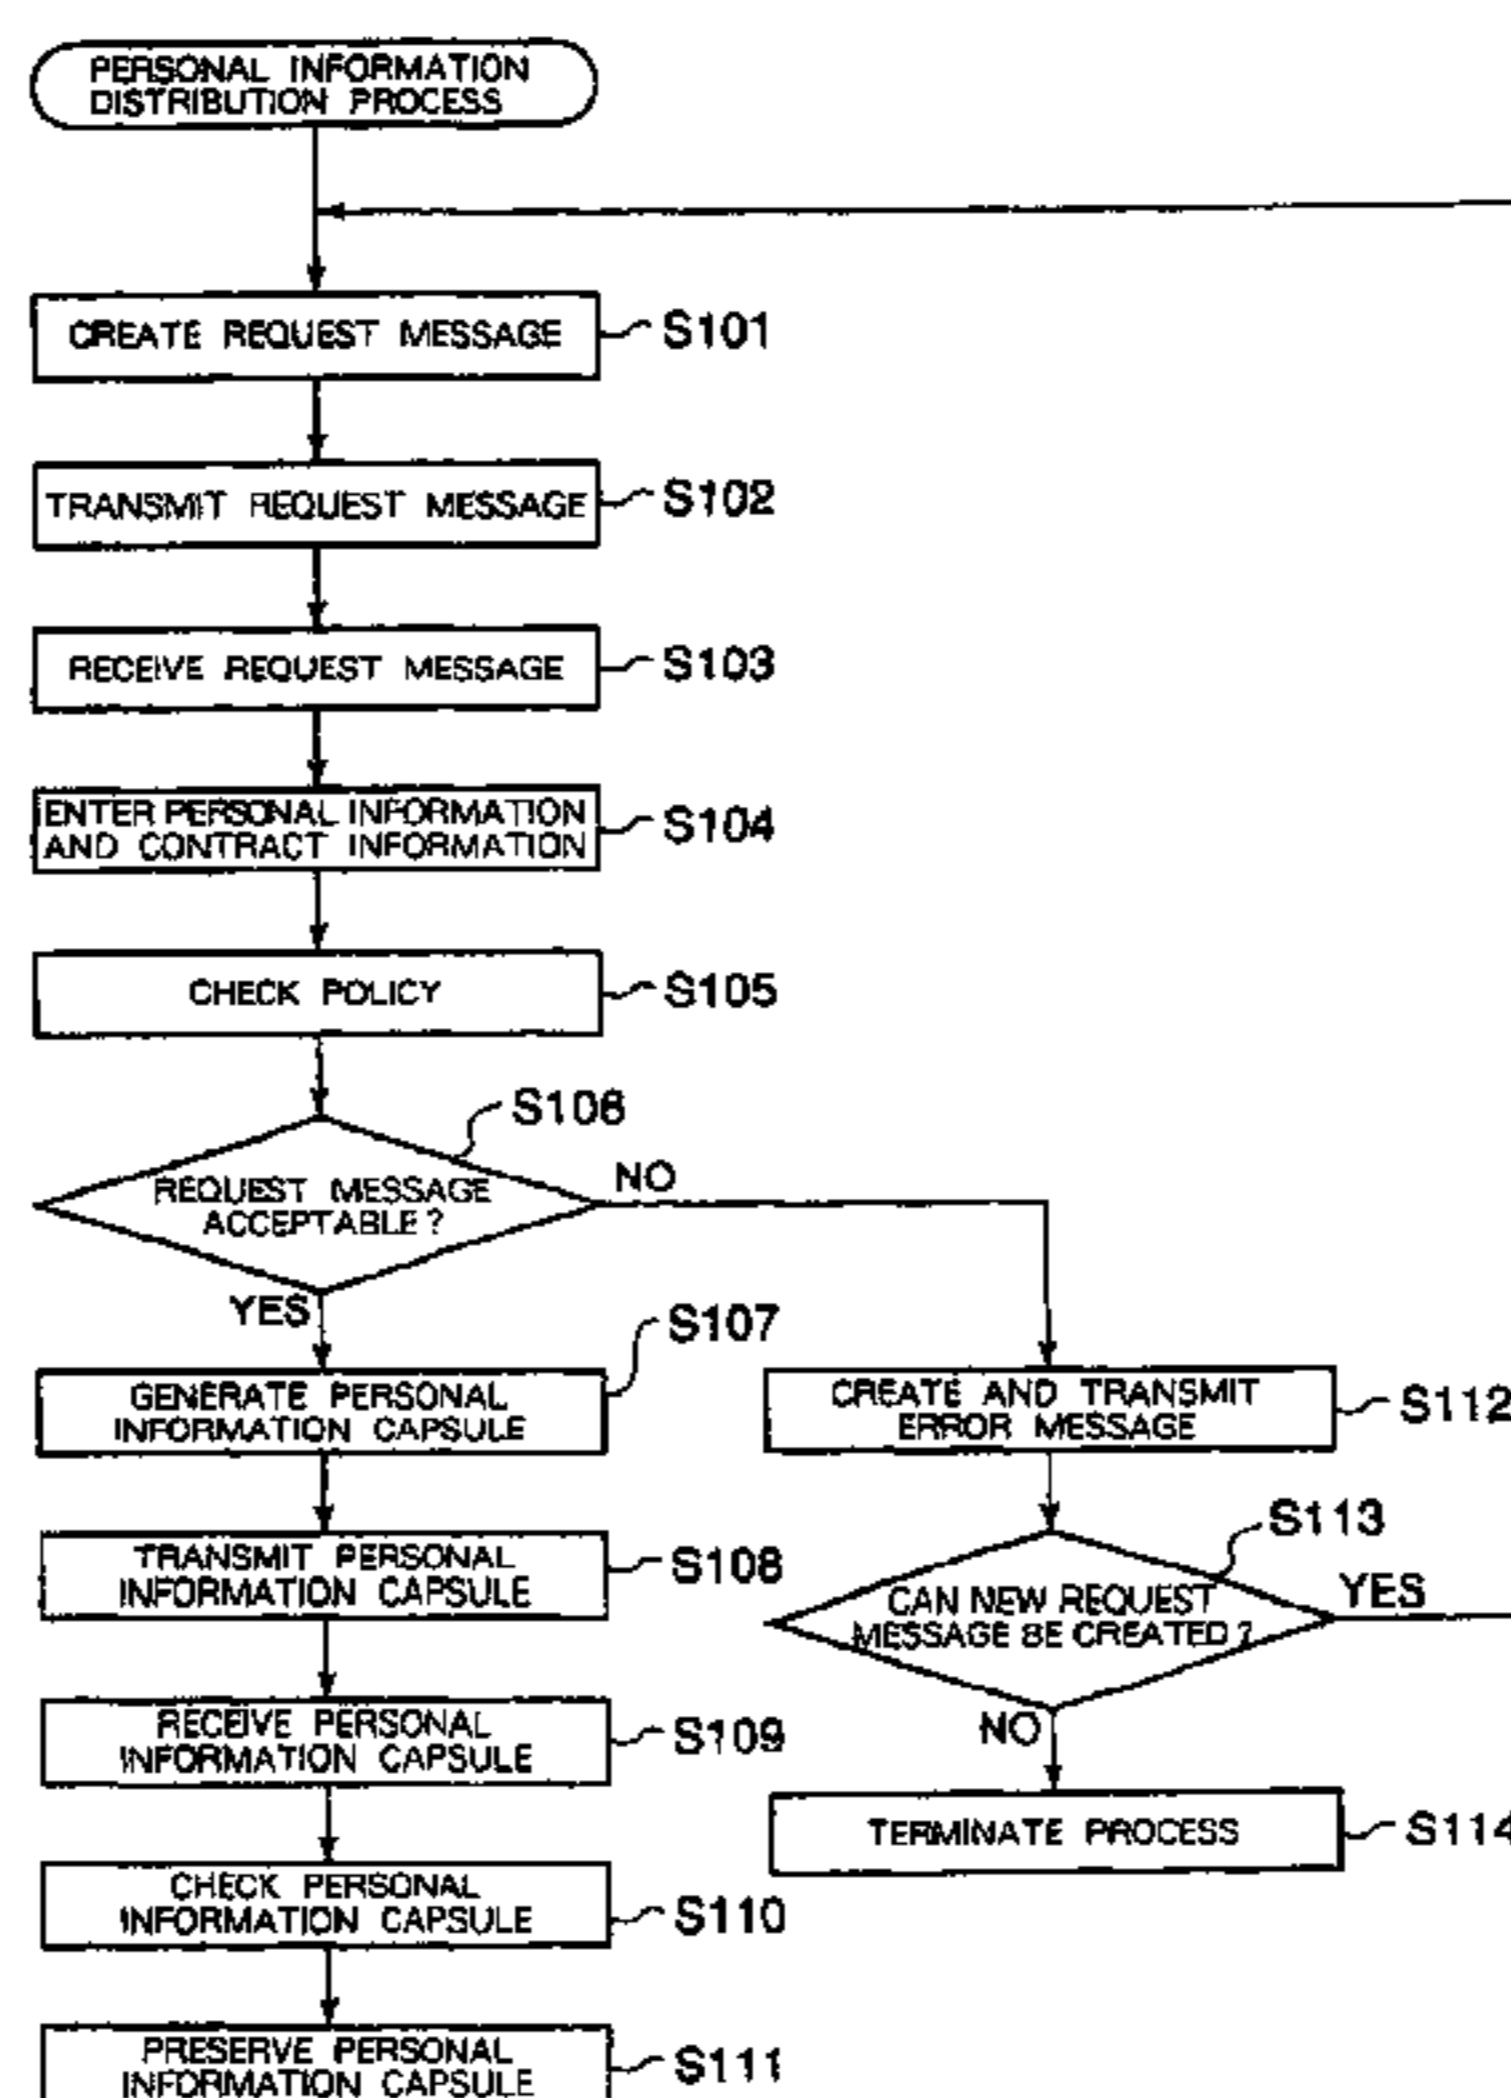 PERSONAL INFORMATION
DISTRIBUTION PROCESS
CREATE REQUEST MESSAGE
S101
TRANSMIT REQUEST MESSAGE
S102
RECEIVE REQUEST MESSAGE
S103
ENTER PERSONAL INFORMATION
AND CONTRACT INFORMATION
S104
CHECK POLICY
S105
S106
REQUEST MESSAGE
ACCEPTABLE?
NO
YES
S107
GENERATE PERSONAL
INFORMATION CAPSULE
CREATE AND TRANSMIT
ERROR MESSAGE
S112
TRANSMIT PERSONAL
INFORMATION CAPSULE
S108
S113
CAN NEW REQUEST
MESSAGE BE CREATED?
YES
NO
RECEIVE PERSONAL
INFORMATION CAPSULE
S109
TERMINATE PROCESS
S114
CHECK PERSONAL
INFORMATION CAPSULE
S110
PRESERVE PERSONAL
INFORMATION CAPSULE
S111